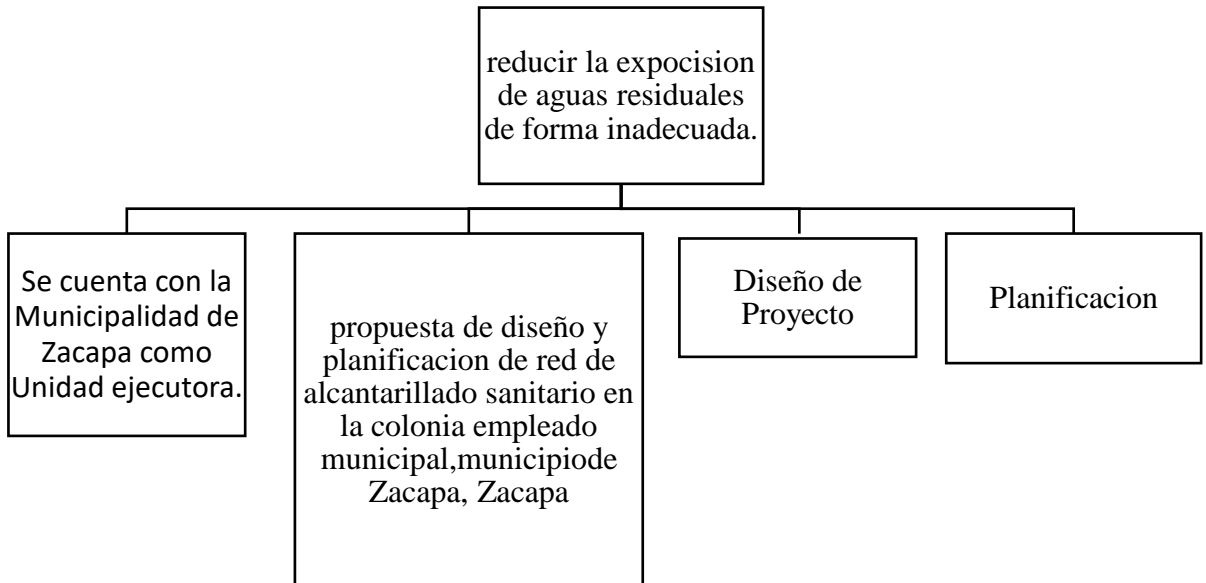 reducir la expocision
de aguas residuales
de forma inadecuada.
Se cuenta con la
Municipalidad de
Zacapa como
Unidad ejecutora.
propuesta de diseño y
planificacion de red de
alcantarillado sanitario en
la colonia empleado
municipal,municipiode
Zacapa, Zacapa
Diseño de
Proyecto
Planificacion